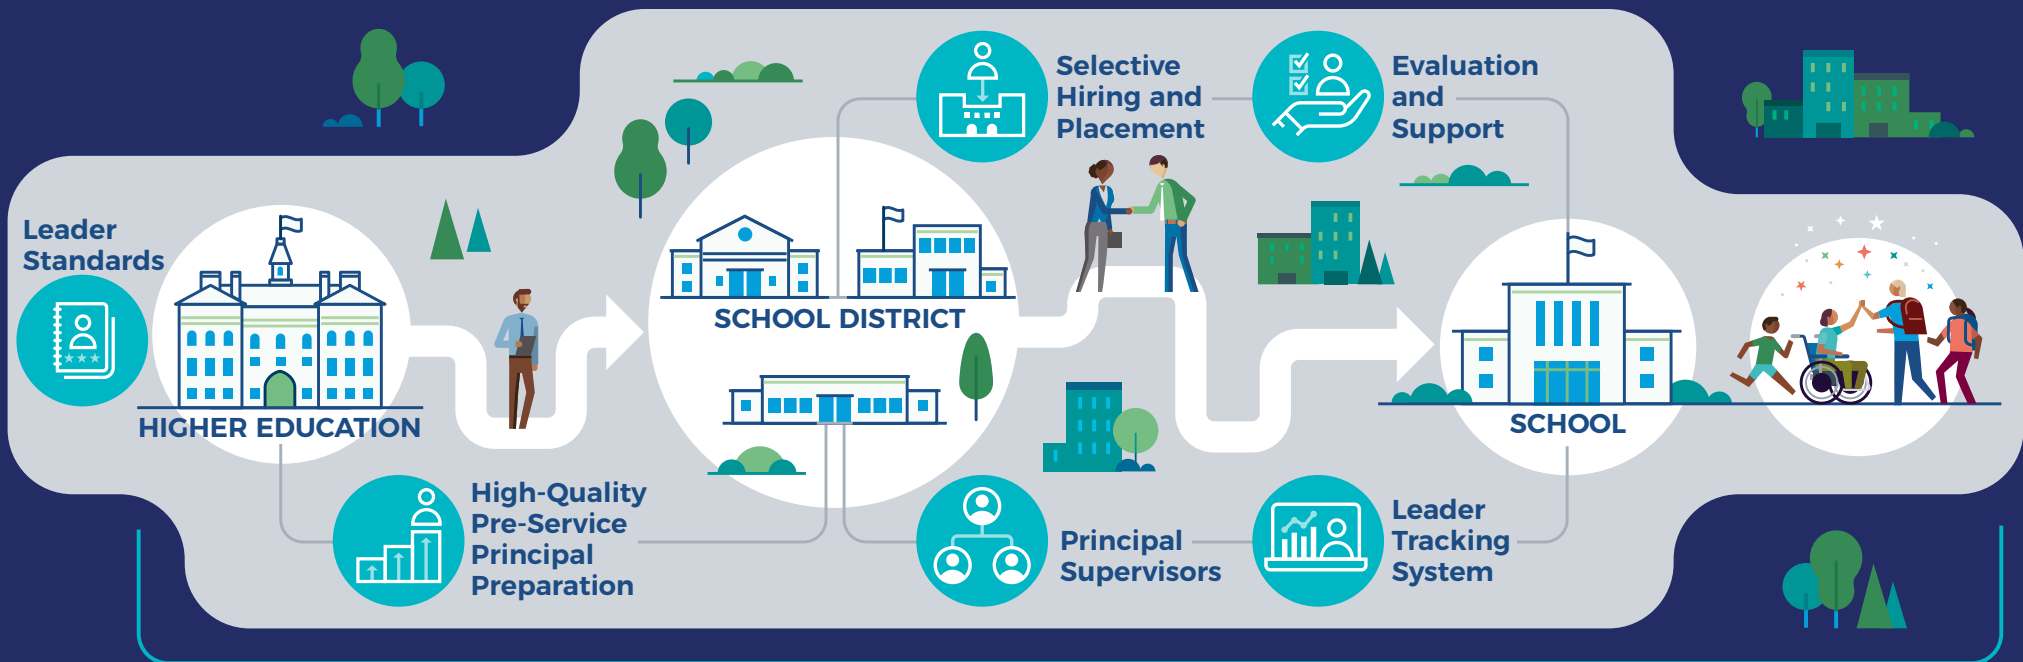 Leader
Standards
HIGHER EDUCATION
High-Quality
Pre-Service
Principal
Preparation
SCHOOL DISTRICT
Selective
Hiring and
Placement
Evaluation
and
Support
Principal
Supervisors
Leader
Tracking
System
SCHOOL